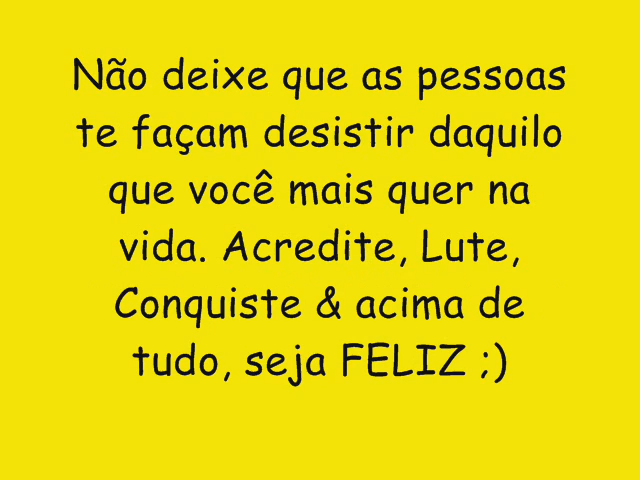 Não deixe que as pessoas
te façam desistir daquilo
que você mais quer na
vida. Acredite, Lute,
Conquiste & acima de
tudo, seja FELIZ ;)